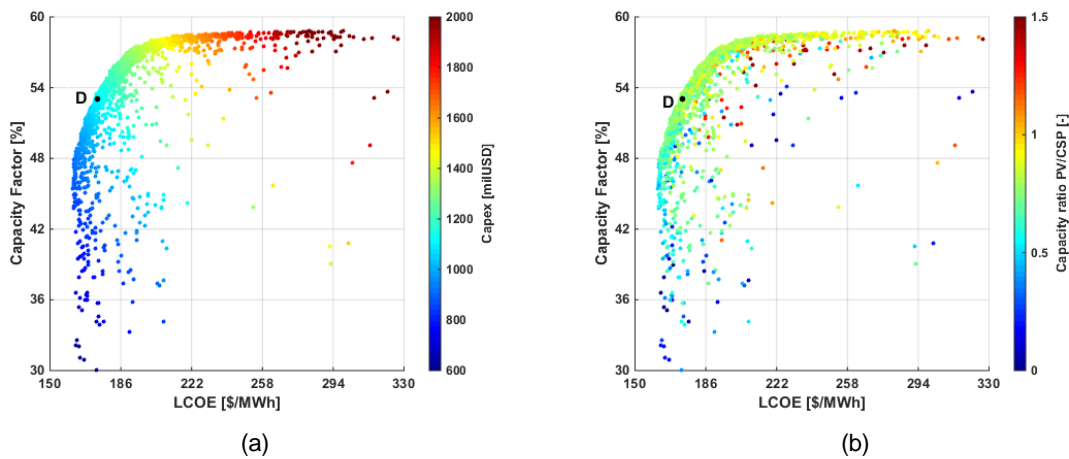 60
54
48
42
36
30
Capacity Factor [%]
D
150 186 222 258 294 330
LCOE [$/MWh]
2000
1800
1600
1400
1200
1000
800
600
Capex [milUSD]
(a)
60
54
48
42
36
30
Capacity Factor [%]
D
150 186 222 258 294 330
LCOE [$/MWh]
1.5
1
0.5
0
Capacity ratio PV/CSP [-]
(b)